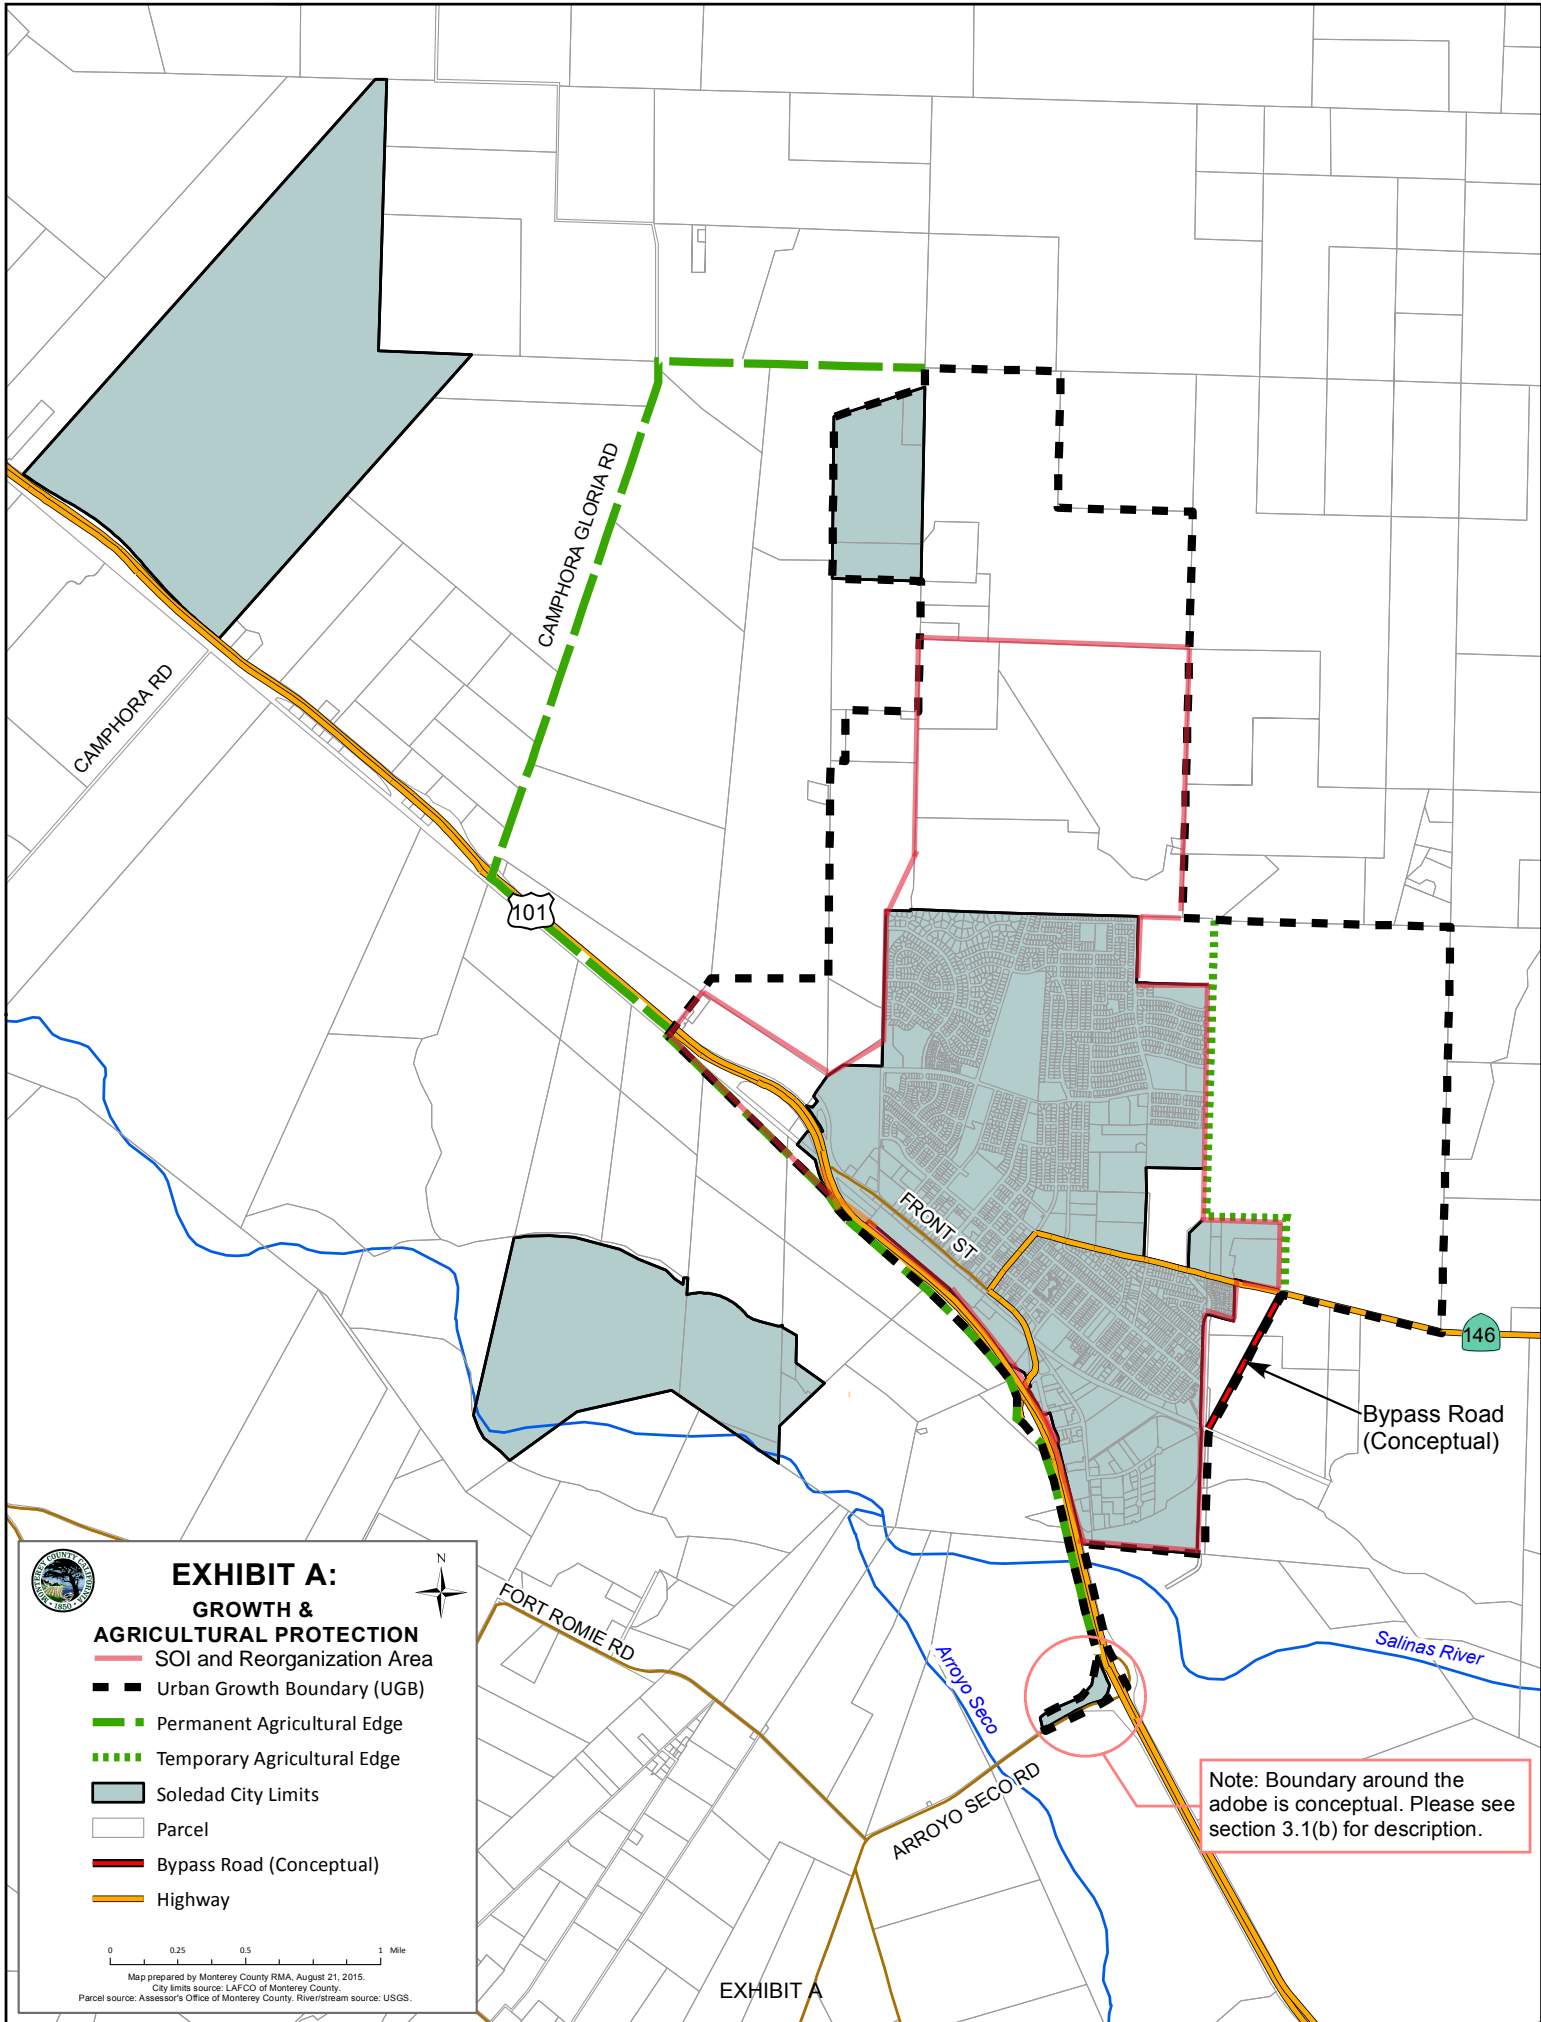 CAMPHORA GLORIA RD
CAMPHORA RD
101
FRONT ST
146
Bypass Road
(Conceptual)
EXHIBIT A:
GROWTH &
AGRICULTURAL PROTECTION
N
MONTEREY COUNTY CALIFORNIA
1850
SOI and Reorganization Area
Urban Growth Boundary (UGB)
Permanent Agricultural Edge
Temporary Agricultural Edge
Soledad City Limits
Parcel
Bypass Road (Conceptual)
Highway
0 0.25 0.5 1 Mile
Map prepared by Monterey County RMA, August 21, 2015.
City limits source: LAFCO of Monterey County.
Parcel source: Assessor's Office of Monterey County. River/stream source: USGS.
FORT ROMIE RD
Arroyo Seco
Salinas River
ARROYO SECO RD
Note: Boundary around the
adobe is conceptual. Please see
section 3.1(b) for description.
EXHIBIT A